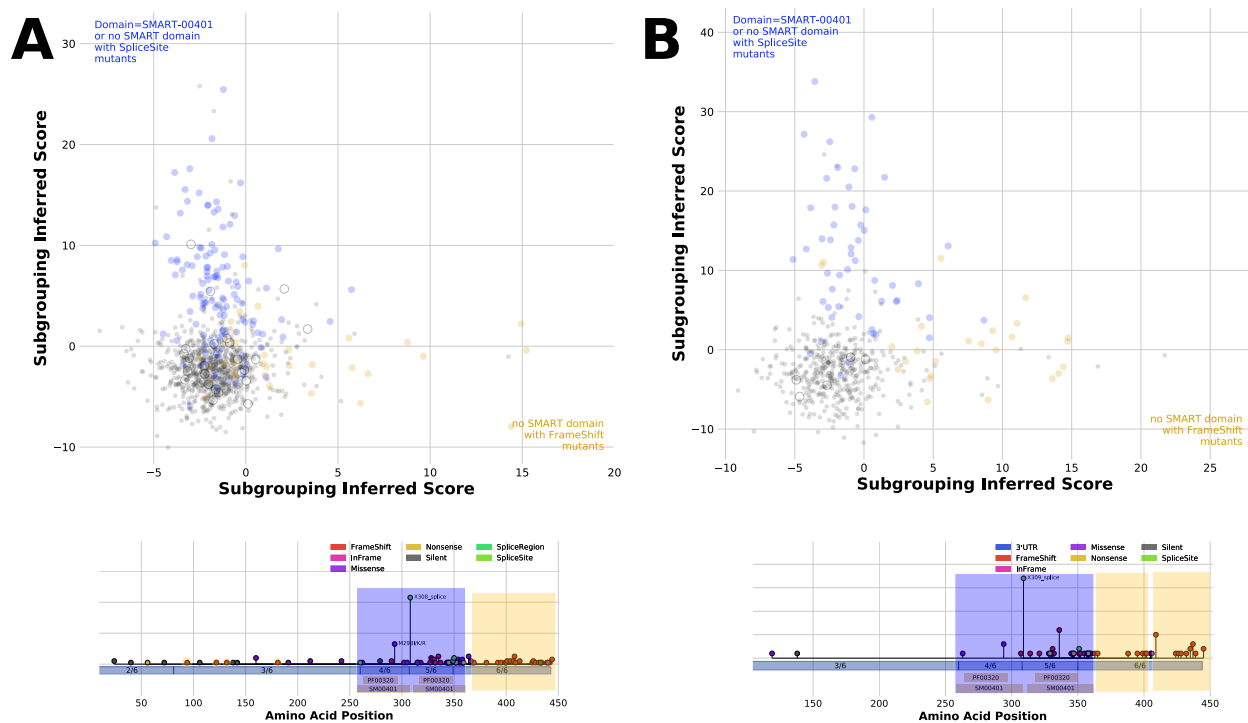 A
Domain=SMART-00401
or no SMART domain
with SpliceSite
mutants
30
20
10
0
−10
Subgrouping Inferred Score
no SMART domain
with FrameShift
mutants
−5
0
5
10
15
20
Subgrouping Inferred Score
B
Domain=SMART-00401
or no SMART domain
with SpliceSite
mutants
40
30
20
10
0
−10
Subgrouping Inferred Score
no SMART domain
with FrameShift
mutants
−10
−5
0
5
10
15
20
25
Subgrouping Inferred Score
FrameShift
InFrame
Missense
Nonsense
Silent
SpliceRegion
SpliceSite
X308_splice
2/6
3/6
4/6
5/6
6/6
PF00320
PF00320
SM00401
SM00401
50
100
150
200
250
300
350
400
450
Amino Acid Position
3'UTR
FrameShift
InFrame
Missense
Nonsense
Silent
SpliceSite
X309_splice
3/6
4/6
5/6
6/6
PF00320
PF00320
SM00401
SM00401
150
200
250
300
350
400
450
Amino Acid Position